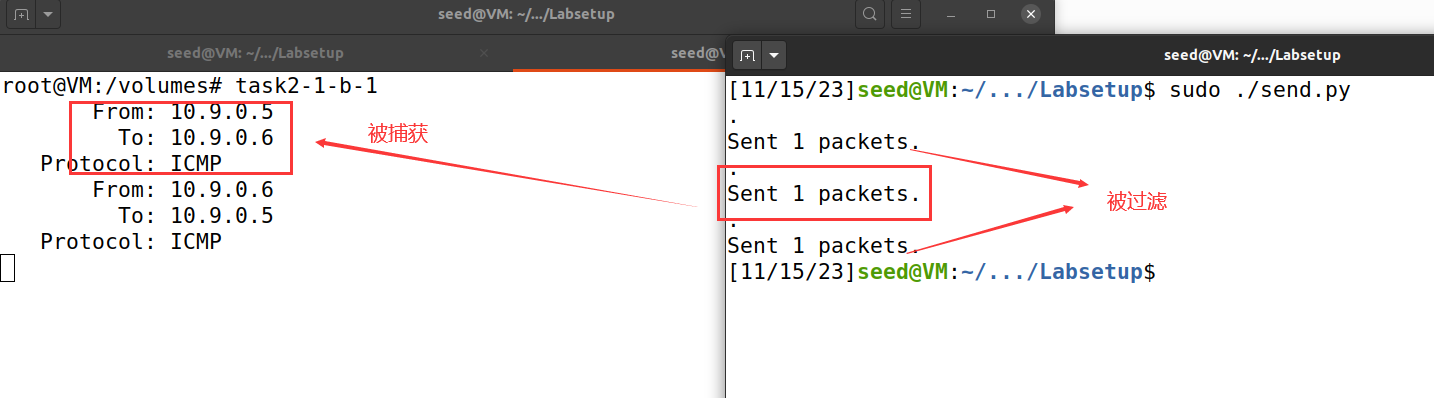 seed@VM: ~/.../Labsetup
seed@VM: ~/.../Labsetup
seed@V
root@VM:/volumes# task2-1-b-1
From: 10.9.0.5
To: 10.9.0.6
Protocol: ICMP
From: 10.9.0.6
To: 10.9.0.5
Protocol: ICMP
被捕获
seed@VM: ~/.../Labsetup
[11/15/23]seed@VM:~/.../Labsetup$ sudo ./send.py
.
Sent 1 packets.
.
Sent 1 packets.
.
Sent 1 packets.
[11/15/23]seed@VM:~/.../Labsetup$
被过滤